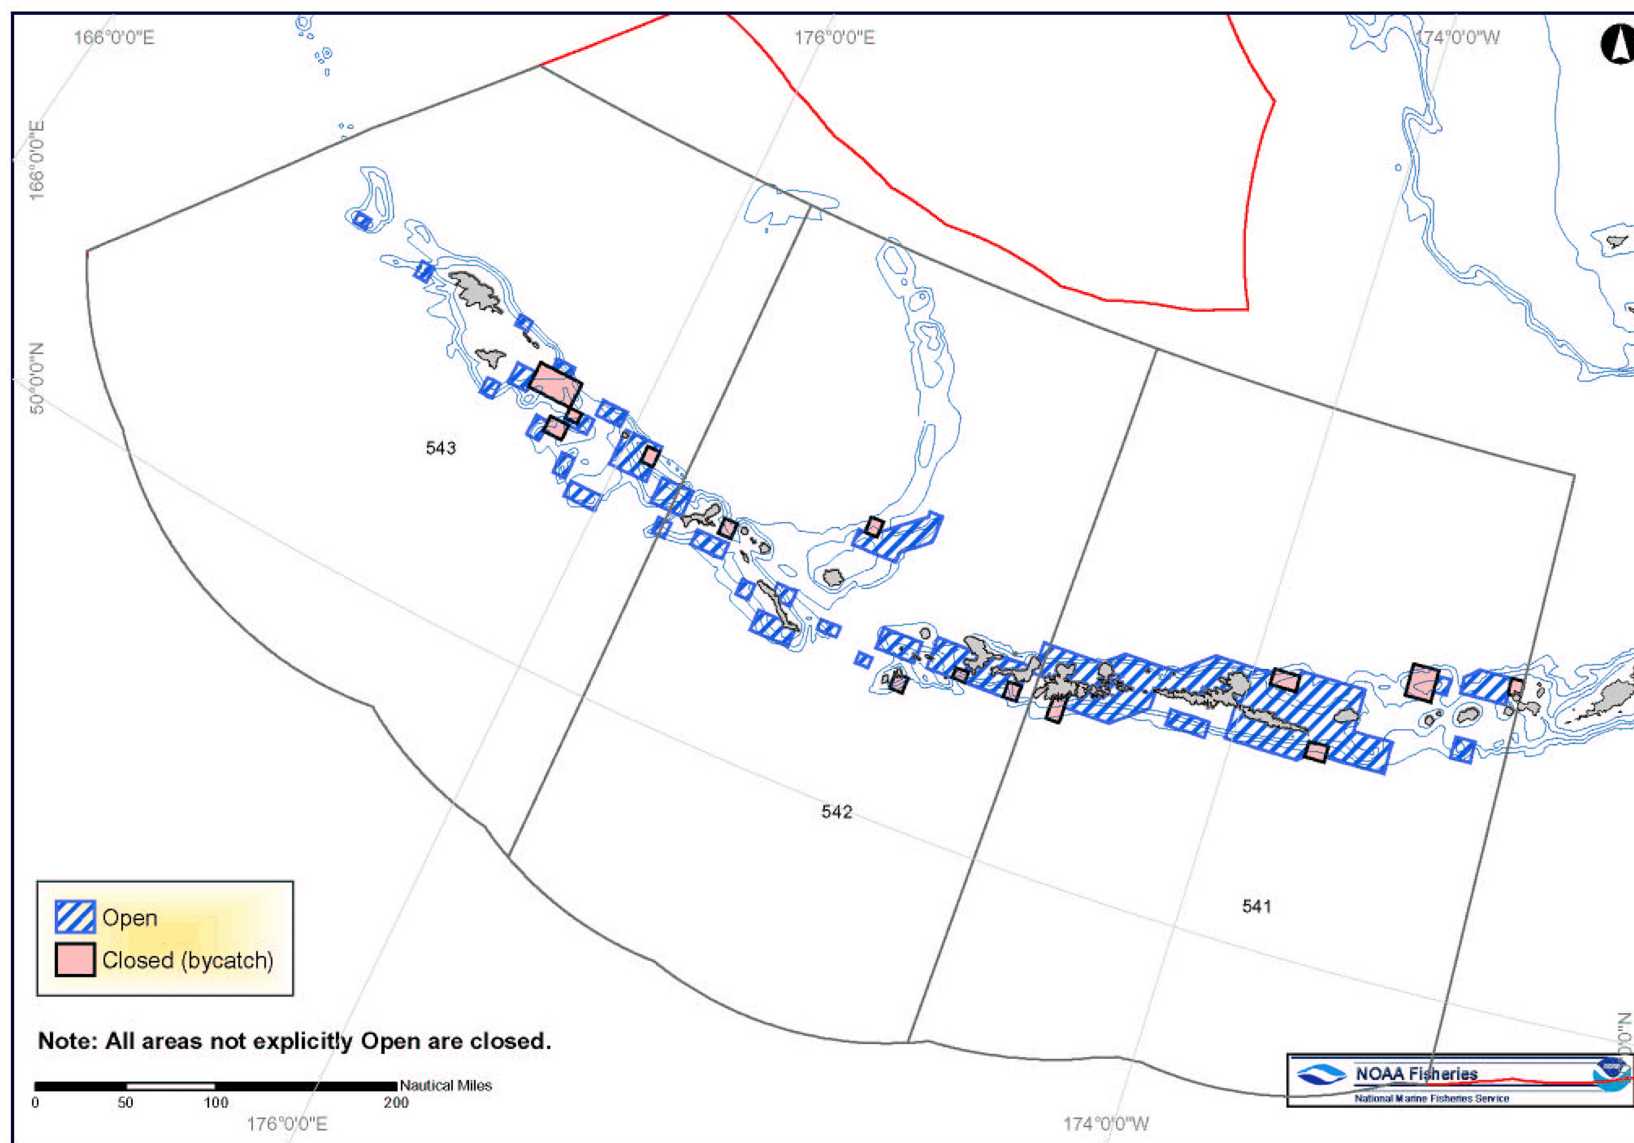 166°0'0"E
176°0'0"E
174°0'0"W
166°0'0"E
50°0'0"N
543
542
541
Open
Closed (bycatch)
Note: All areas not explicitly Open are closed.
Nautical Miles
0 50 100 200
176°0'0"E
174°0'0"W
0'0"N
NOAA Fisheries
National Marine Fisheries Service